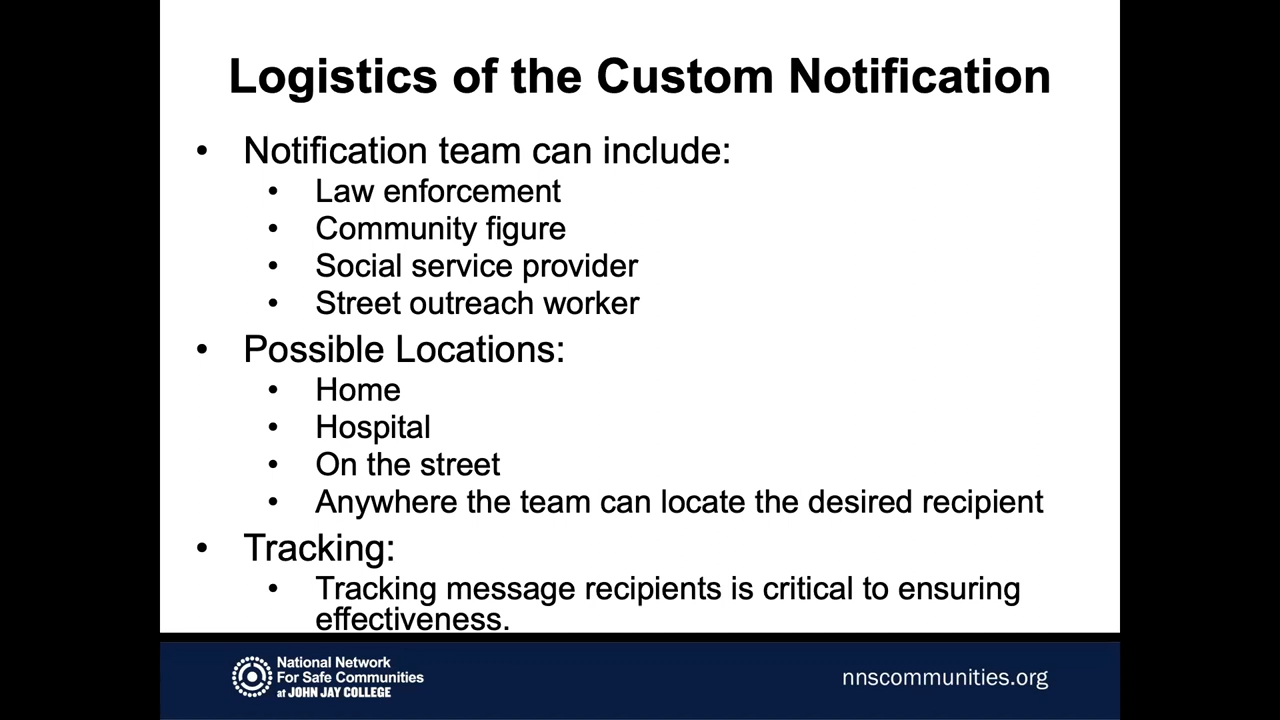 Logistics of the Custom Notification
• Notification team can include:
• Law enforcement
• Community figure
• Social service provider
• Street outreach worker
• Possible Locations:
• Home
• Hospital
• On the street
• Anywhere the team can locate the desired recipient
• Tracking:
• Tracking message recipients is critical to ensuring
effectiveness.
National Network
For Safe Communities
at JOHN JAY COLLEGE
nnscommunities.org